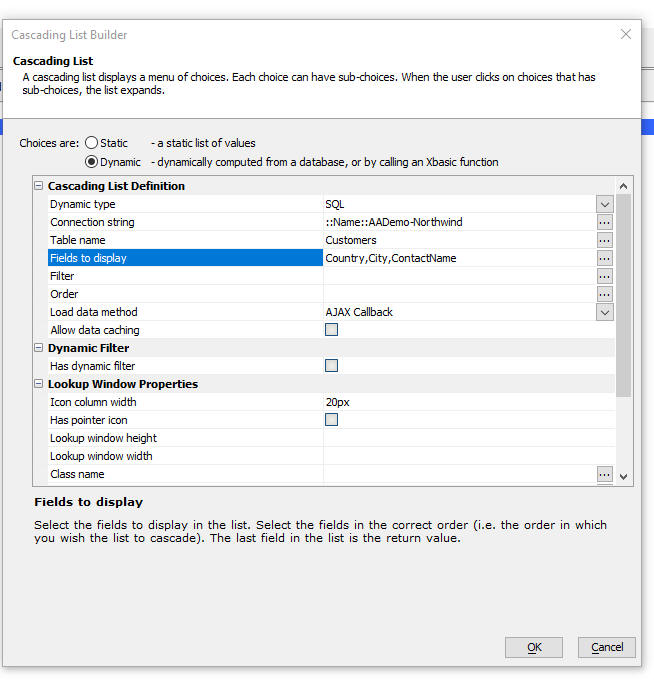 Cascading List Builder
Cascading List
A cascading list displays a menu of choices. Each choice can have sub-choices. When the user clicks on choices that has
sub-choices, the list expands.
Choices are: Static - a static list of values
Dynamic - dynamically computed from a database, or by calling an Xbasic function
Cascading List Definition
Dynamic type SQL
Connection string ::Name::AADemo-Northwind ...
Table name Customers ...
Fields to display Country,City,ContactName ...
Filter ...
Order ...
Load data method AJAX Callback
Allow data caching
Dynamic Filter
Has dynamic filter
Lookup Window Properties
Icon column width 20px
Has pointer icon
Lookup window height
Lookup window width
Class name ...
Fields to display
Select the fields to display in the list. Select the fields in the correct order (i.e. the order in which
you wish the list to cascade). The last field in the list is the return value.
OK Cancel